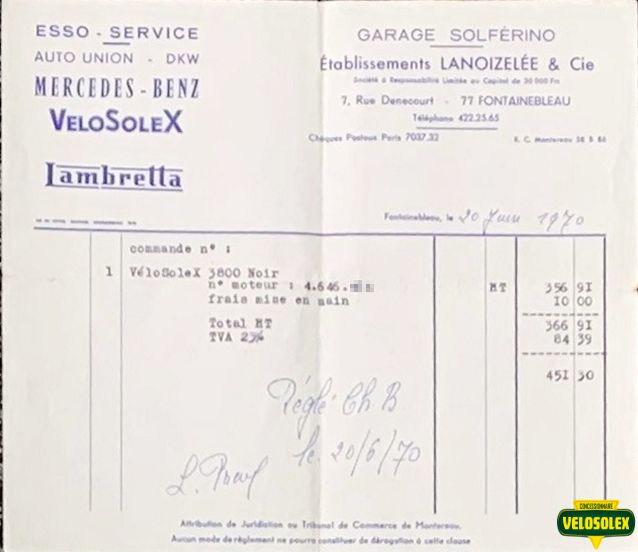 ESSO - SERVICE
AUTO UNION - DKW
MERCEDES - BENZ
VELOSOLEX
Lambretta
GARAGE SOLFÉRINO
Établissements LANOIZELÉE & Cie
Société à Responsabilité Limitée au Capital de 30 000 Frs
7, Rue Denecourt - 77 FONTAINEBLEAU
Téléphone 422.25.65
Chèques Postaux Paris 7037.32 R. C. Montereau 58 B 86
Fontainebleau, le 20 Juin 1970
commande n° :
1 VéloSoleX 3800 Noir
n° moteur : 4.646. HT 356 91
frais mise en main 10 00
Total HT 366 91
TVA 23% 84 39
451 30
Réglé Ch. B
le 20/6/70
Attribution de Juridiction au Tribunal de Commerce de Montereau.
Aucun mode de règlement ne pourra constituer de dérogation à cette clause
CONCESSIONNAIRE
VELOSOLEX